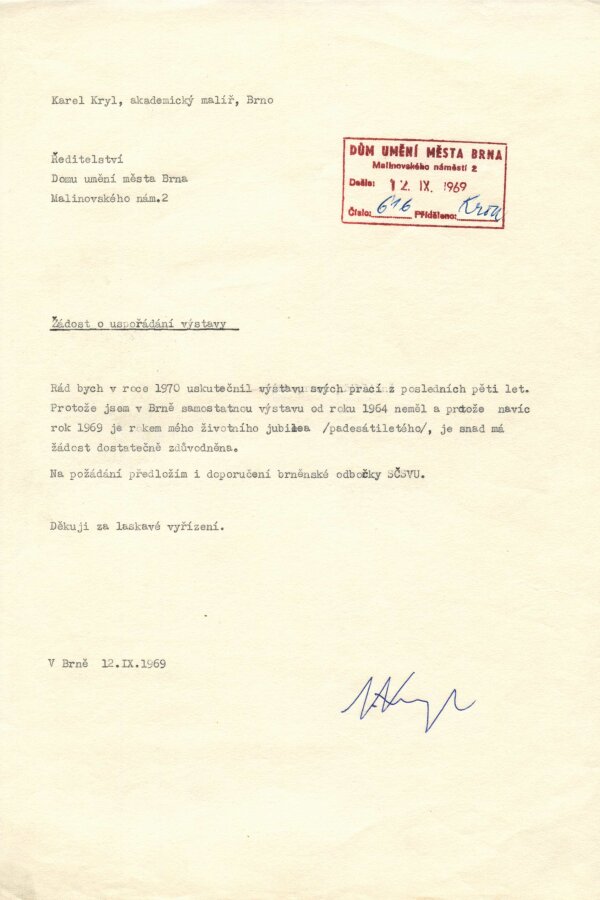 Karel Kryl, akademický malíř, Brno
Ředitelství
Domu umění města Brna
Malinovského nám.2
DŮM UMĚNÍ MĚSTA BRNA
Malinovského náměstí 2
Došlo: 12. IX. 1969
Číslo: 616 Přiděleno: Krou
Žádost o uspořádání výstavy
Rád bych v roce 1970 uskutečnil výstavu svých prací z posledních pěti let.
Protože jsem v Brně samostatnou výstavu od roku 1964 neměl a prtože navíc
rok 1969 je rokem mého životního jubilea /padesátiletého/, je snad má
žádost dostatečně zdůvodněna.
Na požádání předložím i doporučení brněnské odbočky SČSVU.
Děkuji za laskavé vyřízení.
V Brně 12.IX.1969